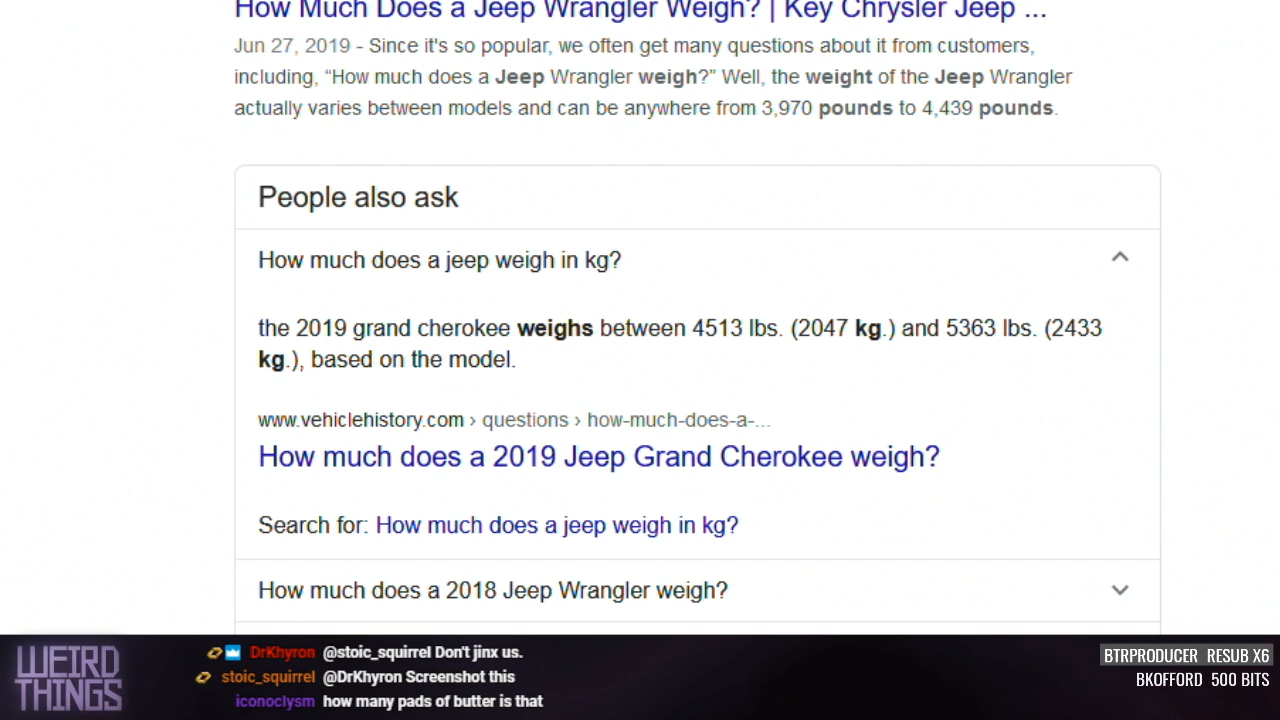 How Much Does a Jeep Wrangler Weigh? | Key Chrysler Jeep ...
Jun 27, 2019 - Since it's so popular, we often get many questions about it from customers,
including, “How much does a Jeep Wrangler weigh?” Well, the weight of the Jeep Wrangler
actually varies between models and can be anywhere from 3,970 pounds to 4,439 pounds.
People also ask
How much does a jeep weigh in kg?
the 2019 grand cherokee weighs between 4513 lbs. (2047 kg.) and 5363 lbs. (2433
kg.), based on the model.
www.vehiclehistory.com › questions › how-much-does-a-...
How much does a 2019 Jeep Grand Cherokee weigh?
Search for: How much does a jeep weigh in kg?
How much does a 2018 Jeep Wrangler weigh?
WEIRD
THINGS
DrKhyron @stoic_squirrel Don't jinx us.
stoic_squirrel @DrKhyron Screenshot this
iconoclysm how many pads of butter is that
BTRPRODUCER RESUB X6
BKOFFORD 500 BITS